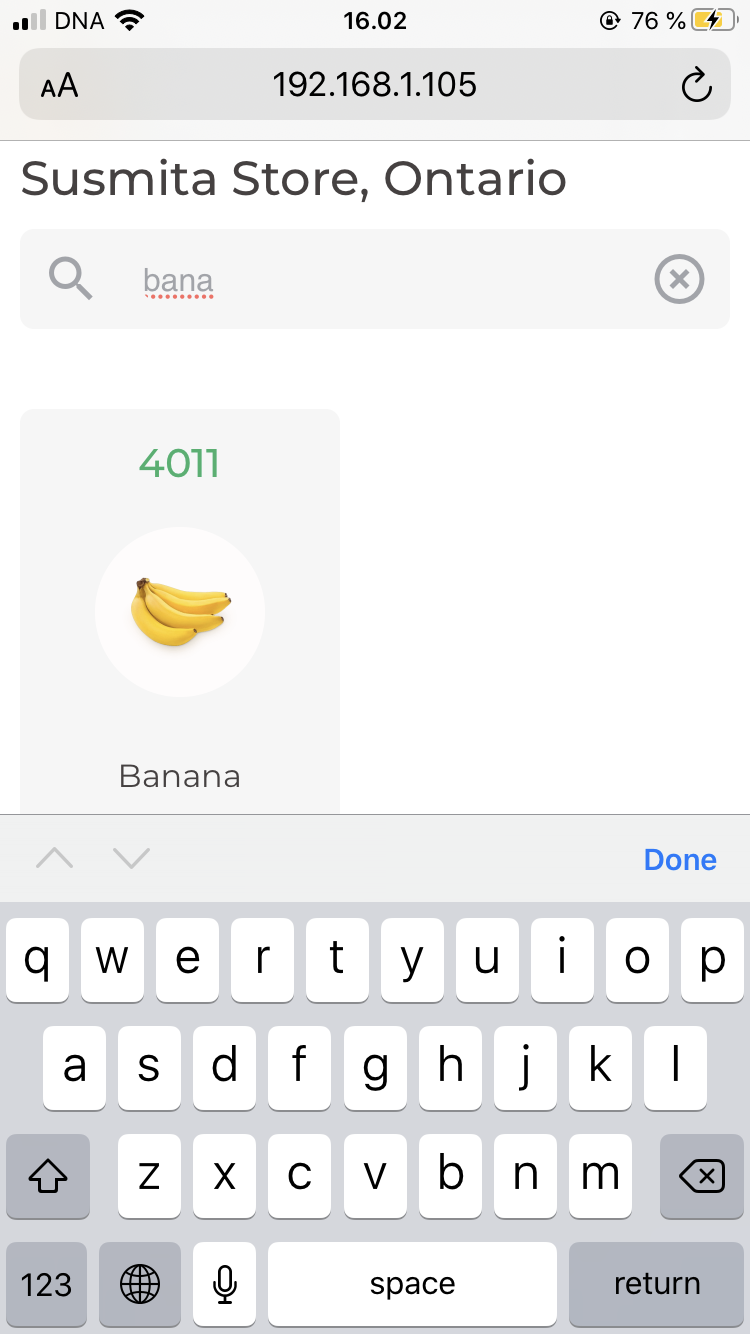 DNA 16.02 76 %
AA 192.168.1.105
Susmita Store, Ontario
bana
4011
Banana
Done
q w e r t y u i o p
a s d f g h j k l
z x c v b n m
123 space return